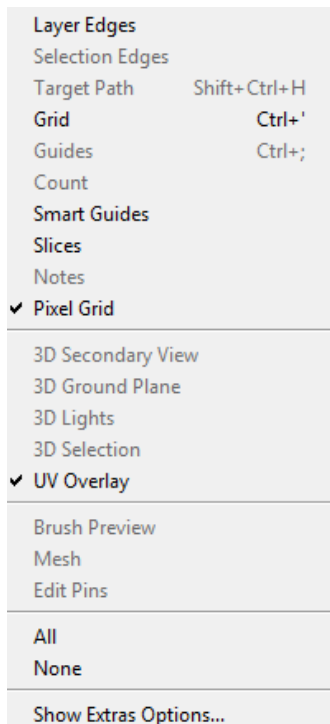 Layer Edges
Selection Edges
Target Path Shift+Ctrl+H
Grid Ctrl+'
Guides Ctrl+;
Count
Smart Guides
Slices
Notes
Pixel Grid
3D Secondary View
3D Ground Plane
3D Lights
3D Selection
UV Overlay
Brush Preview
Mesh
Edit Pins
All
None
Show Extras Options...